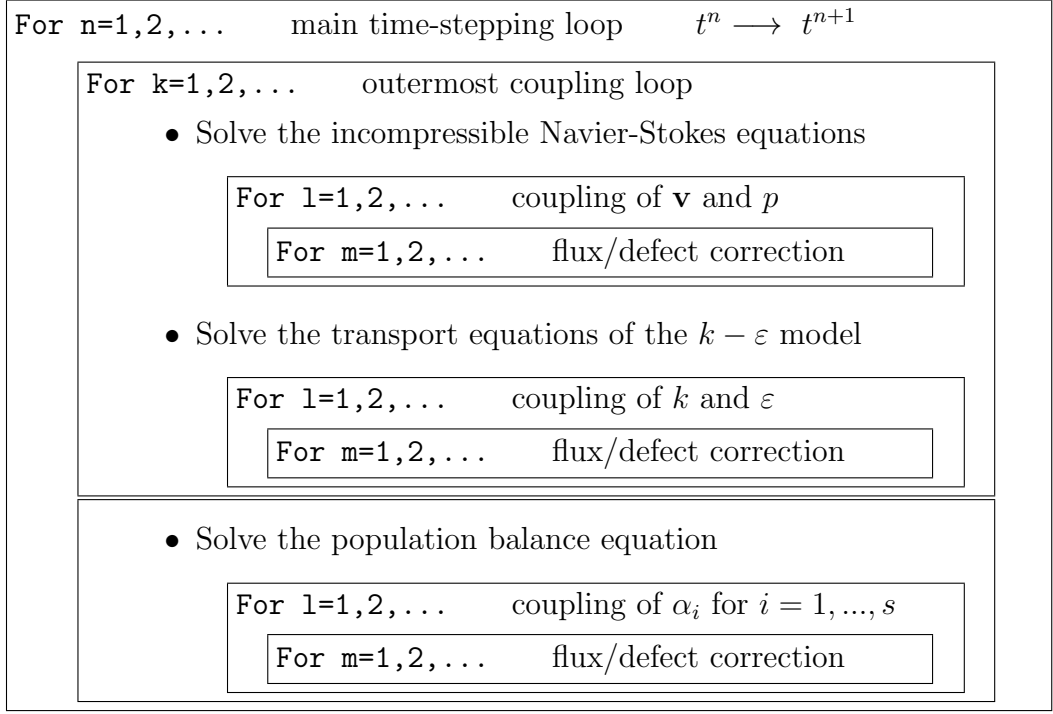 For n=1,2,... main time-stepping loop tⁿ ⟶ tⁿ⁺¹
For k=1,2,... outermost coupling loop
• Solve the incompressible Navier-Stokes equations
For l=1,2,... coupling of v and p
For m=1,2,... flux/defect correction
• Solve the transport equations of the k − ε model
For l=1,2,... coupling of k and ε
For m=1,2,... flux/defect correction
• Solve the population balance equation
For l=1,2,... coupling of αᵢ for i = 1, ..., s
For m=1,2,... flux/defect correction